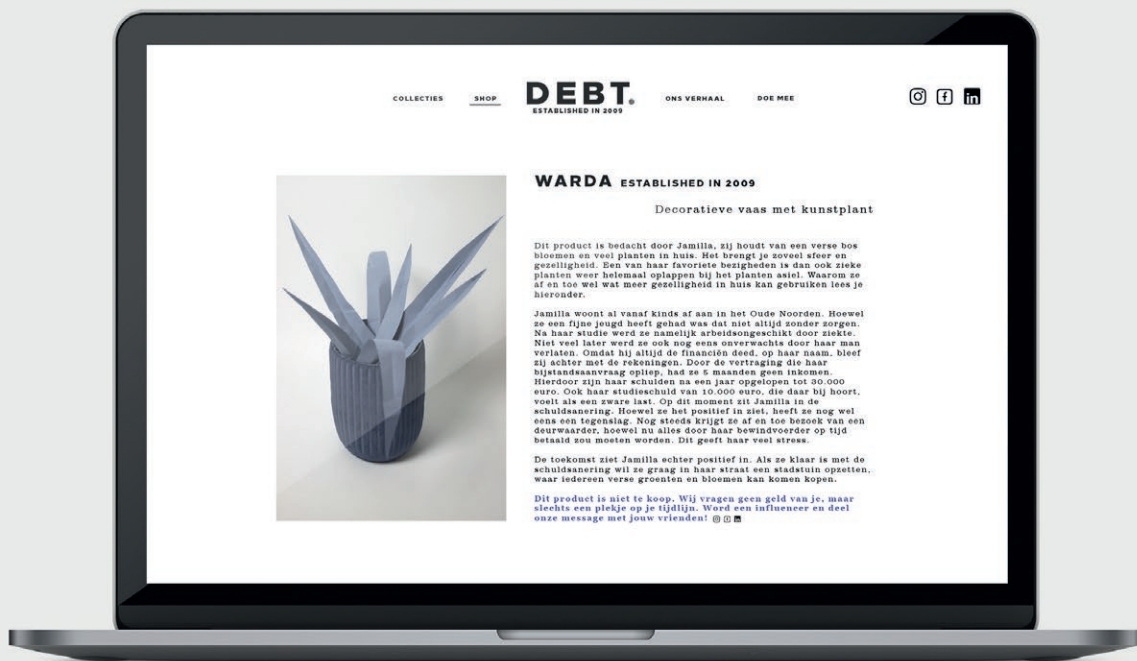 COLLECTIES
SHOP
DEBT.
ESTABLISHED IN 2009
ONS VERHAAL
DOE MEE
WARDA ESTABLISHED IN 2009
Decoratieve vaas met kunstplant
Dit product is bedacht door Jamilla, zij houdt van een verse bos
bloemen en veel planten in huis. Het brengt je zoveel sfeer en
gezelligheid. Een van haar favoriete bezigheden is dan ook zieke
planten weer helemaal oplappen bij het planten asiel. Waarom ze
af en toe wel wat meer gezelligheid in huis kan gebruiken lees je
hieronder.
Jamilla woont al vanaf kinds af aan in het Oude Noorden. Hoewel
ze een fijne jeugd heeft gehad was dat niet altijd zonder zorgen.
Na haar studie werd ze namelijk arbeidsongeschikt door ziekte.
Niet veel later werd ze ook nog eens onverwachts door haar man
verlaten. Omdat hij altijd de financiën deed, op haar naam, bleef
zij achter met de rekeningen. Door de vertraging die haar
bijstandsaanvraag opliep, had ze 5 maanden geen inkomen.
Hierdoor zijn haar schulden na een jaar opgelopen tot 30.000
euro. Ook haar studieschuld van 10.000 euro, die daar bij hoort,
voelt als een zware last. Op dit moment zit Jamilla in de
schuldsanering. Hoewel ze het positief in ziet, heeft ze nog wel
eens een tegenslag. Nog steeds krijgt ze af en toe bezoek van een
deurwaarder, hoewel nu alles door haar bewindvoerder op tijd
betaald zou moeten worden. Dit geeft haar veel stress.
De toekomst ziet Jamilla echter positief in. Als ze klaar is met de
schuldsanering wil ze graag in haar straat een stadstuin opzetten,
waar iedereen verse groenten en bloemen kan komen kopen.
Dit product is niet te koop. Wij vragen geen geld van je, maar
slechts een plekje op je tijdlijn. Word een influencer en deel
onze message met jouw vrienden!